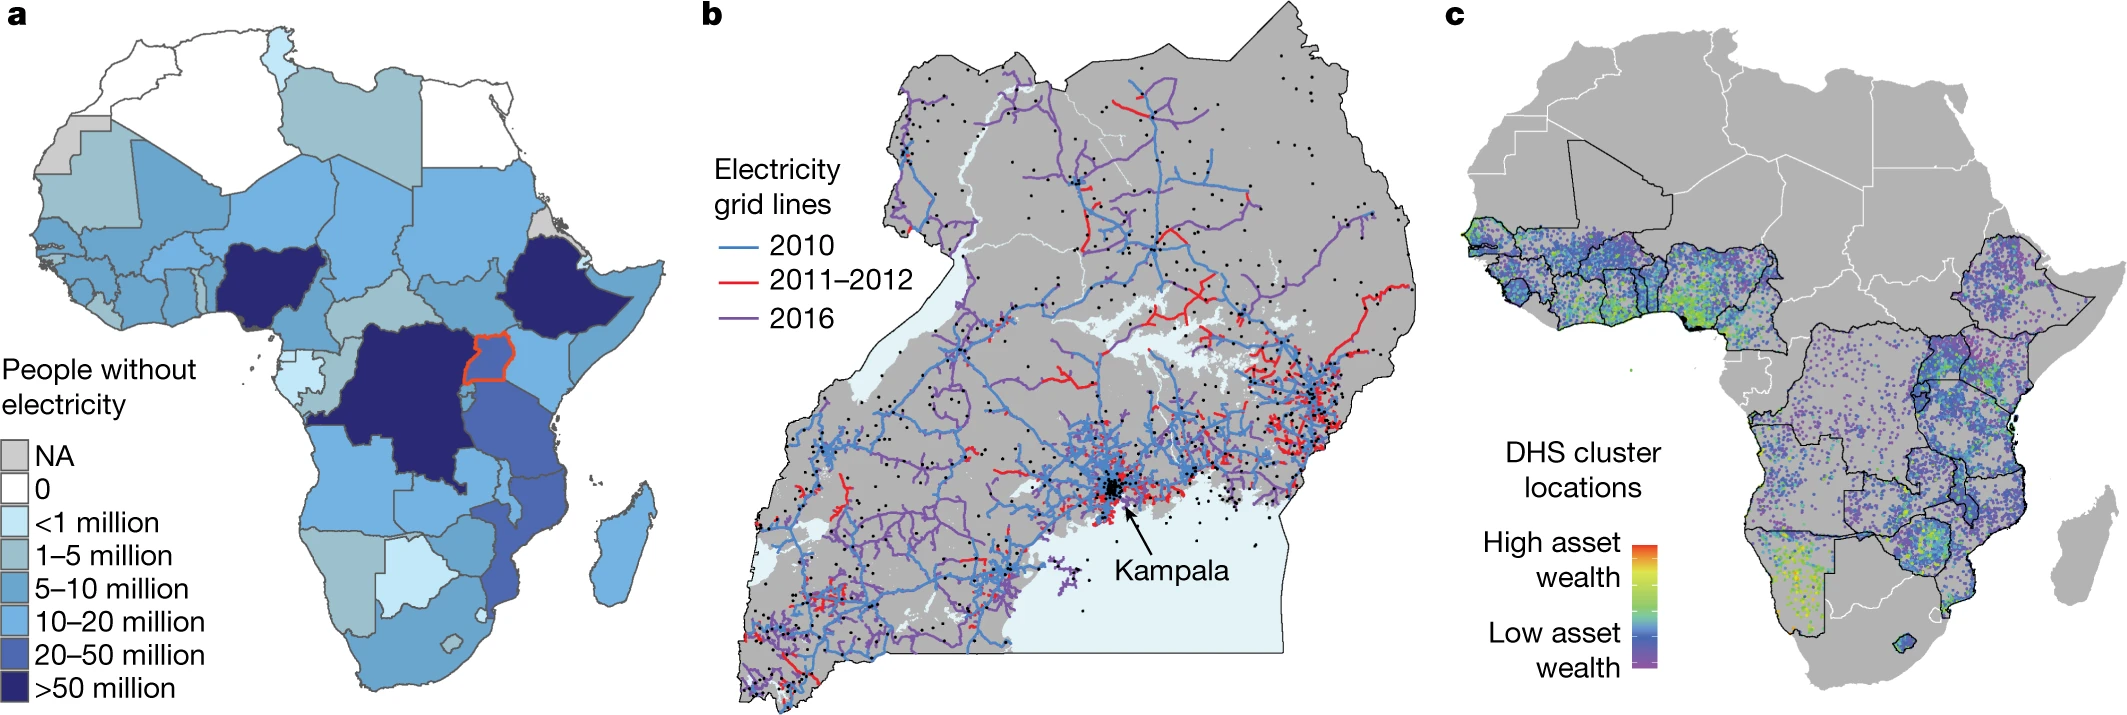 a
People without
electricity
NA
0
<1 million
1–5 million
5–10 million
10–20 million
20–50 million
>50 million
b
Electricity
grid lines
2010
2011–2012
2016
Kampala
c
DHS cluster
locations
High asset
wealth
Low asset
wealth